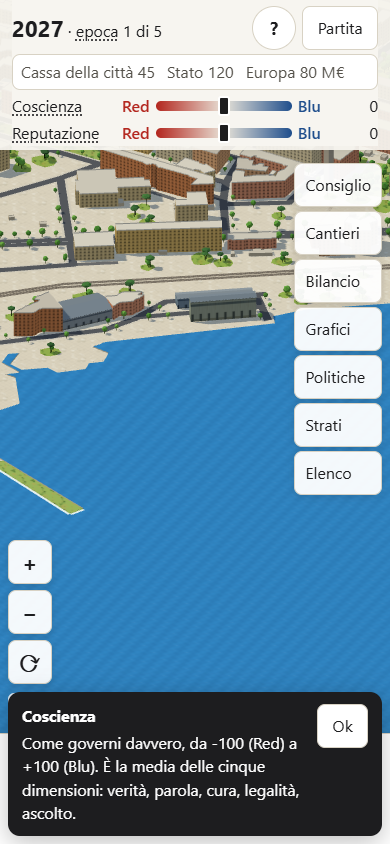 2027 · epoca 1 di 5
?
Partita
Cassa della città 45 Stato 120 Europa 80 M€
Coscienza Red Blu 0
Reputazione Red Blu 0
Consiglio
Cantieri
Bilancio
Grafici
Politiche
Strati
Elenco
+
−
Coscienza
Come governi davvero, da -100 (Red) a
+100 (Blu). È la media delle cinque
dimensioni: verità, parola, cura, legalità,
ascolto.
Ok